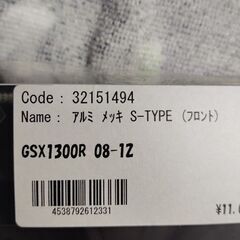 Code : 32151494
Name : アルミ メッキ S-TYPE (フロント)
GSX1300R 08-12
4538792612331